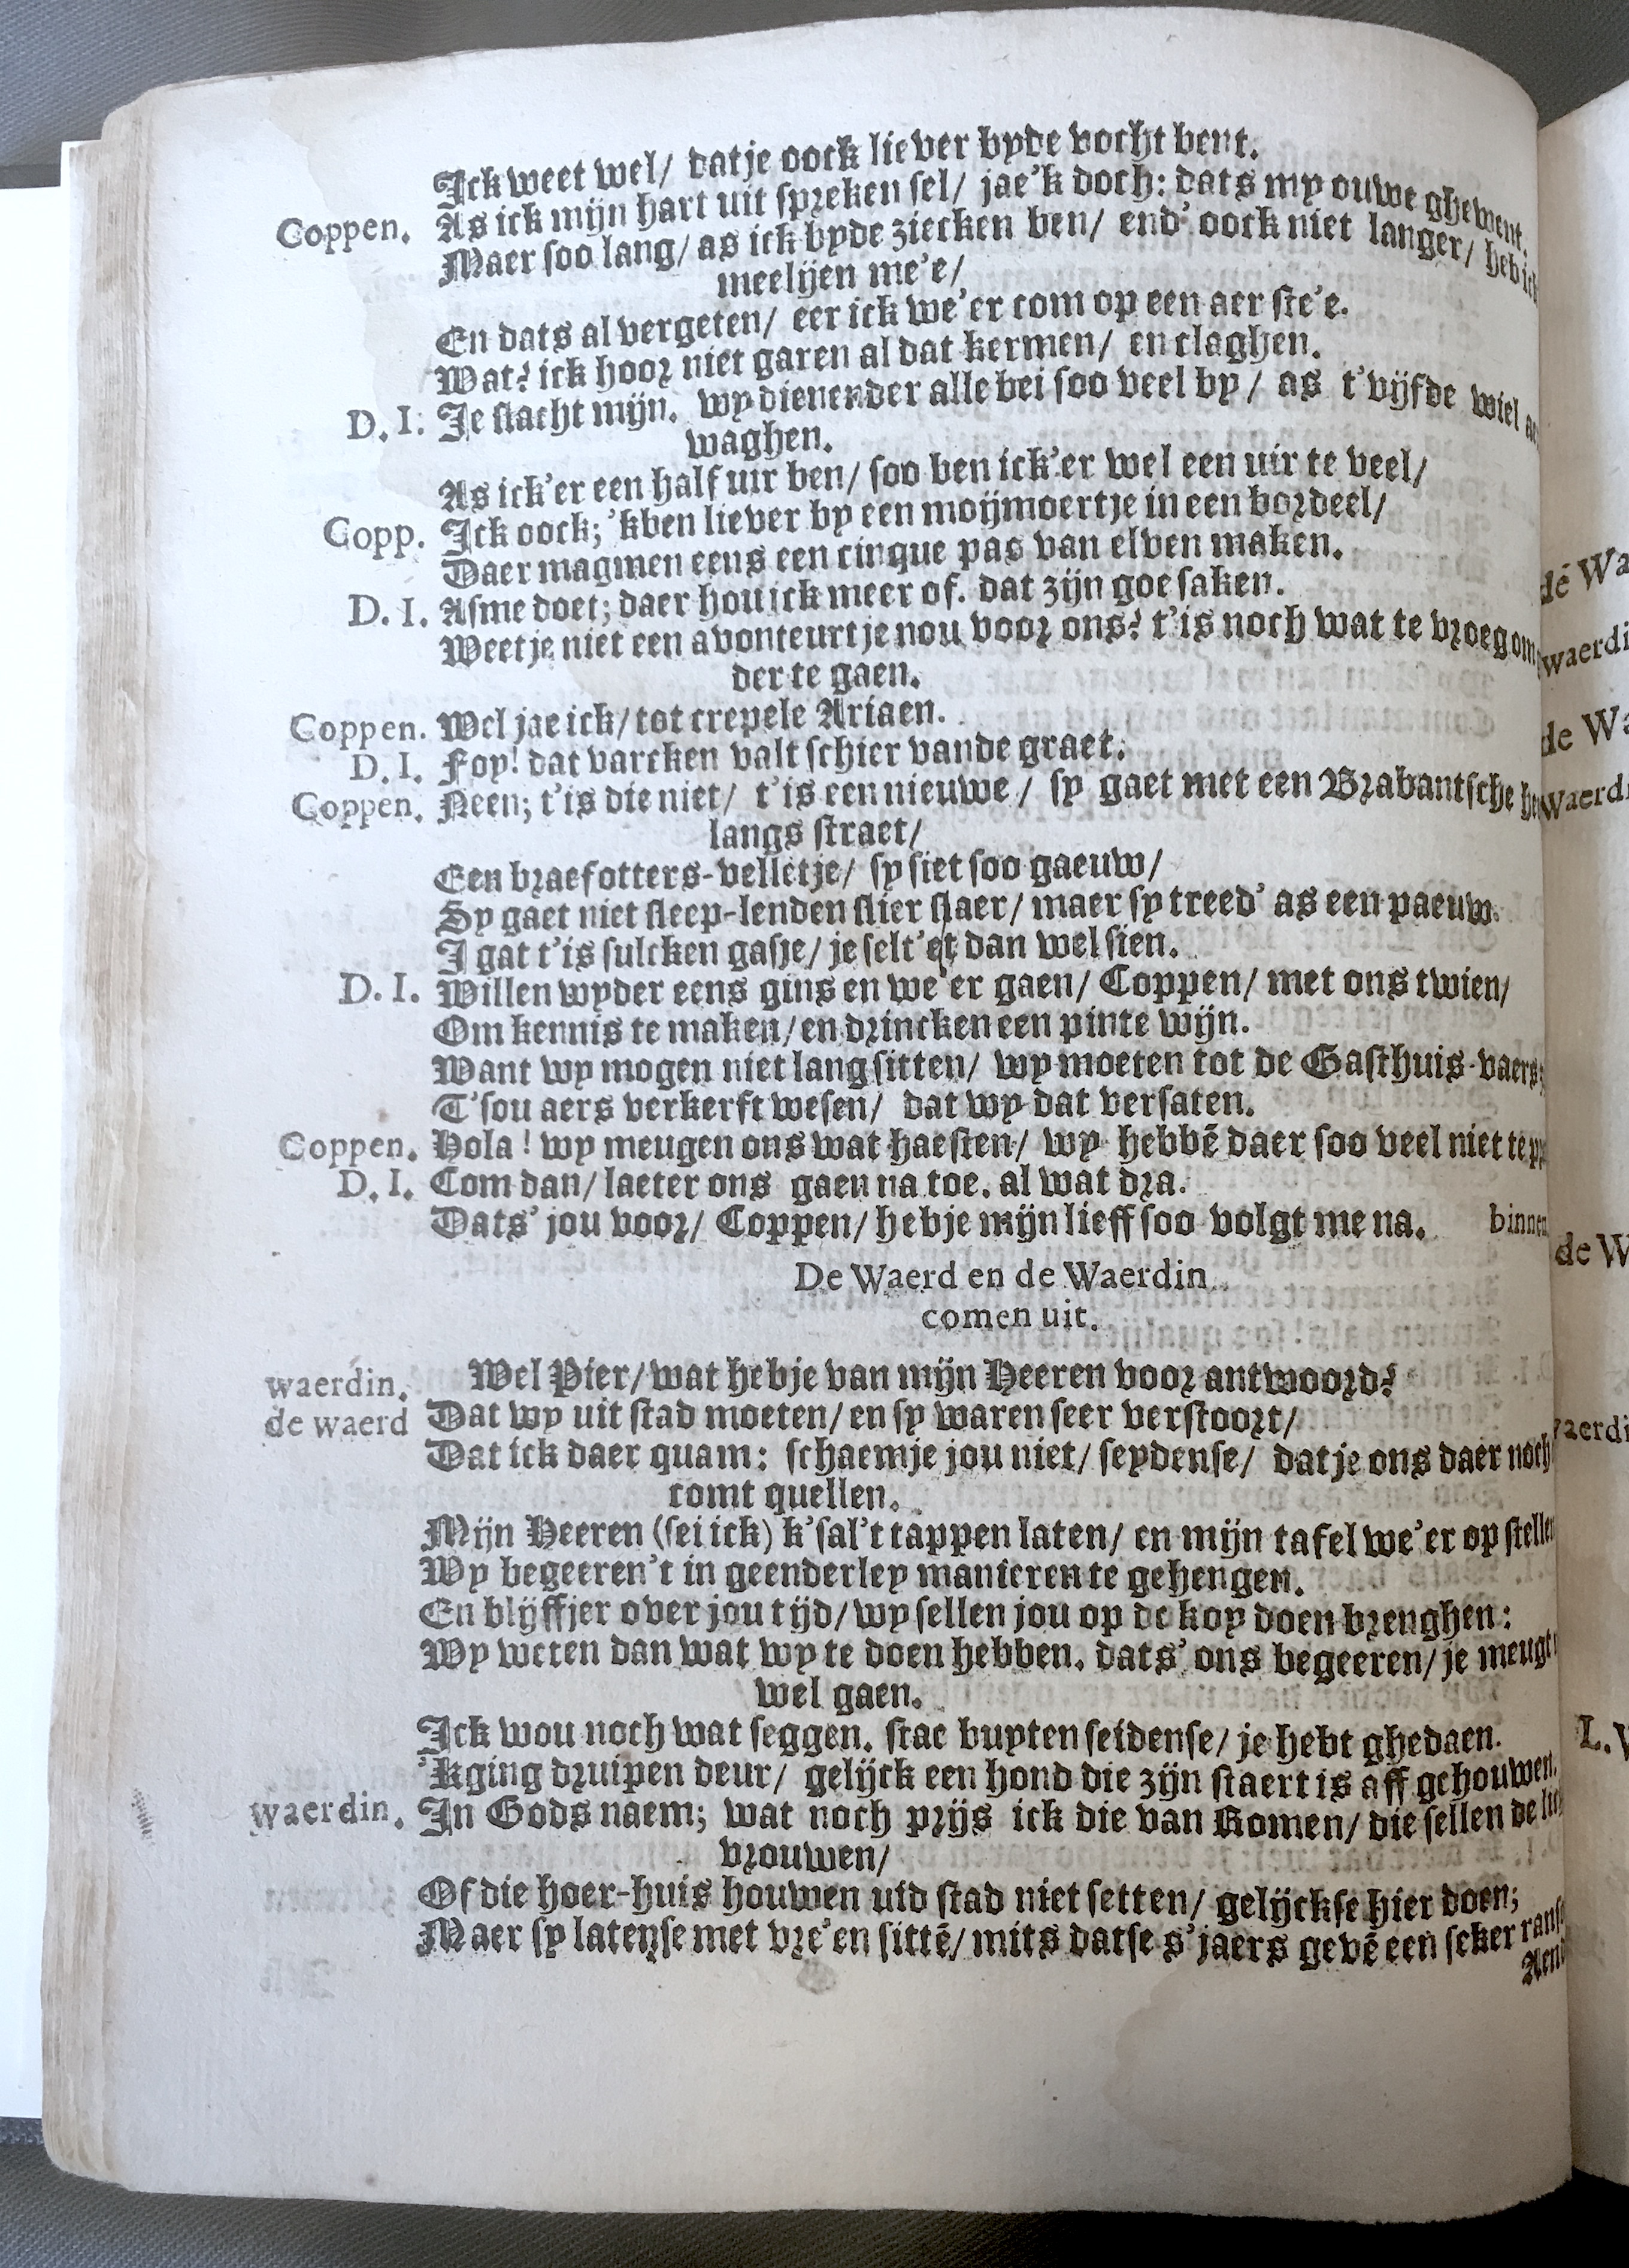 Ick weet wel/ datje oock liever byde vocht bent.
Coppen. As ick mijn hart uit spreken sel/ jae'k doch: dats my ouwe ghewent.
Maer soo lang/ as ick byde ziecken ben/ end' oock niet langer/ heb ick
meelijen me'e/
En dats al vergeten/ eer ick we'er com op een aer ste'e.
Wat? ick hoor niet garen al dat kermen/ en claghen.
D. I: Je slacht mijn. wy dienender alle bei soo veel by/ as t'vijfde wiel
waghen.
As ick'er een half uir ben/ soo ben ick'er wel een uir te veel/
Copp. Ick oock; 'kben liever by een moijmoertje in een bordeel/
Daer magmen eens een cinque pas van elven maken.
D. I. Asme doet; daer hou ick meer of. dat zijn goe saken.
Weet je niet een avonteurtje nou voor ons? t'is noch wat te vroeg om
der te gaen.
Coppen. Wel jae ick/ tot crepele Ariaen.
D. I. Foy! dat varcken valt schier vande graet.
Coppen. Neen; t'is die niet/ t'is een nieuwe/ sy gaet met een Brabantsche
langs straet/
Een braef otters-velletje/ sy siet soo gaeuw/
Sy gaet niet sleep-lenden slier slaer/ maer sy treed' as een paeuw.
I gat t'is sulcken gasje/ je selt'et dan wel sien.
D. I. Willen wyder eens gins en we'er gaen/ Coppen/ met ons twien/
Om kennis te maken/ en drincken een pinte wijn.
Want wy mogen niet lang sitten/ wy moeten tot de Gasthuis-vaers
T'sou aers verkerft wesen/ dat wy dat versaten.
Coppen. Hola! wy meugen ons wat haesten/ wy hebbē daer soo veel niet te
D. I. Com dan/ laeter ons gaen na toe. al wat dra.
Dats' jou voor/ Coppen/ hebje mijn lieff soo volgt me na. binnen
De Waerd en de Waerdin
comen uit.
waerdin. Wel Pier/ wat hebje van mijn Heeren voor antwoord?
de waerd Dat wy uit stad moeten/ en sy waren seer verstoort/
Dat ick daer quam: schaemje jou niet/ seydense/ datje ons daer noch
comt quellen.
Mijn Heeren (sei ick) k'sal't tappen laten/ en mijn tafel we'er op stellen
Wy begeeren't in geenderley manieren te gehengen.
En blijffjer over jou tijd/ wy sellen jou op de koy doen brenghen:
Wy weten dan wat wy te doen hebben. dats' ons begeeren/ je meugt
wel gaen.
Ick wou noch wat seggen. stae buyten seidense/ je hebt ghedaen.
'Kging druipen deur/ gelijck een hond die zijn staert is aff gehouwen.
waerdin. In Gods naem; wat noch prijs ick die van Romen/ die sellen de
vrouwen/
Of die hoer-huis houwen uid stad niet setten/ gelijckse hier doen;
Maer sy latense met vre'en sittē/ mits datse s'jaers gevē een seker
dé Wa
waerdi
de Wa
waerdi
de W
L. V